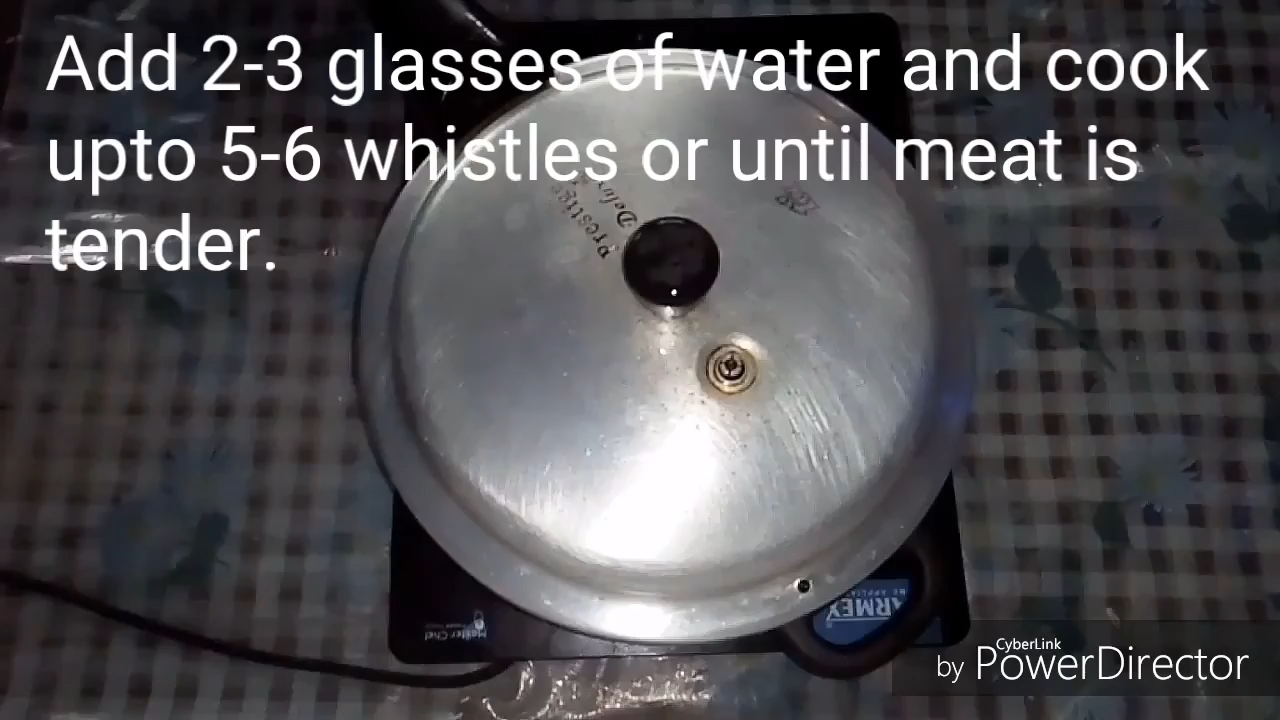 Add 2-3 glasses of water and cook
upto 5-6 whistles or until meat is
tender.
Prestige
CyberLink
by PowerDirector